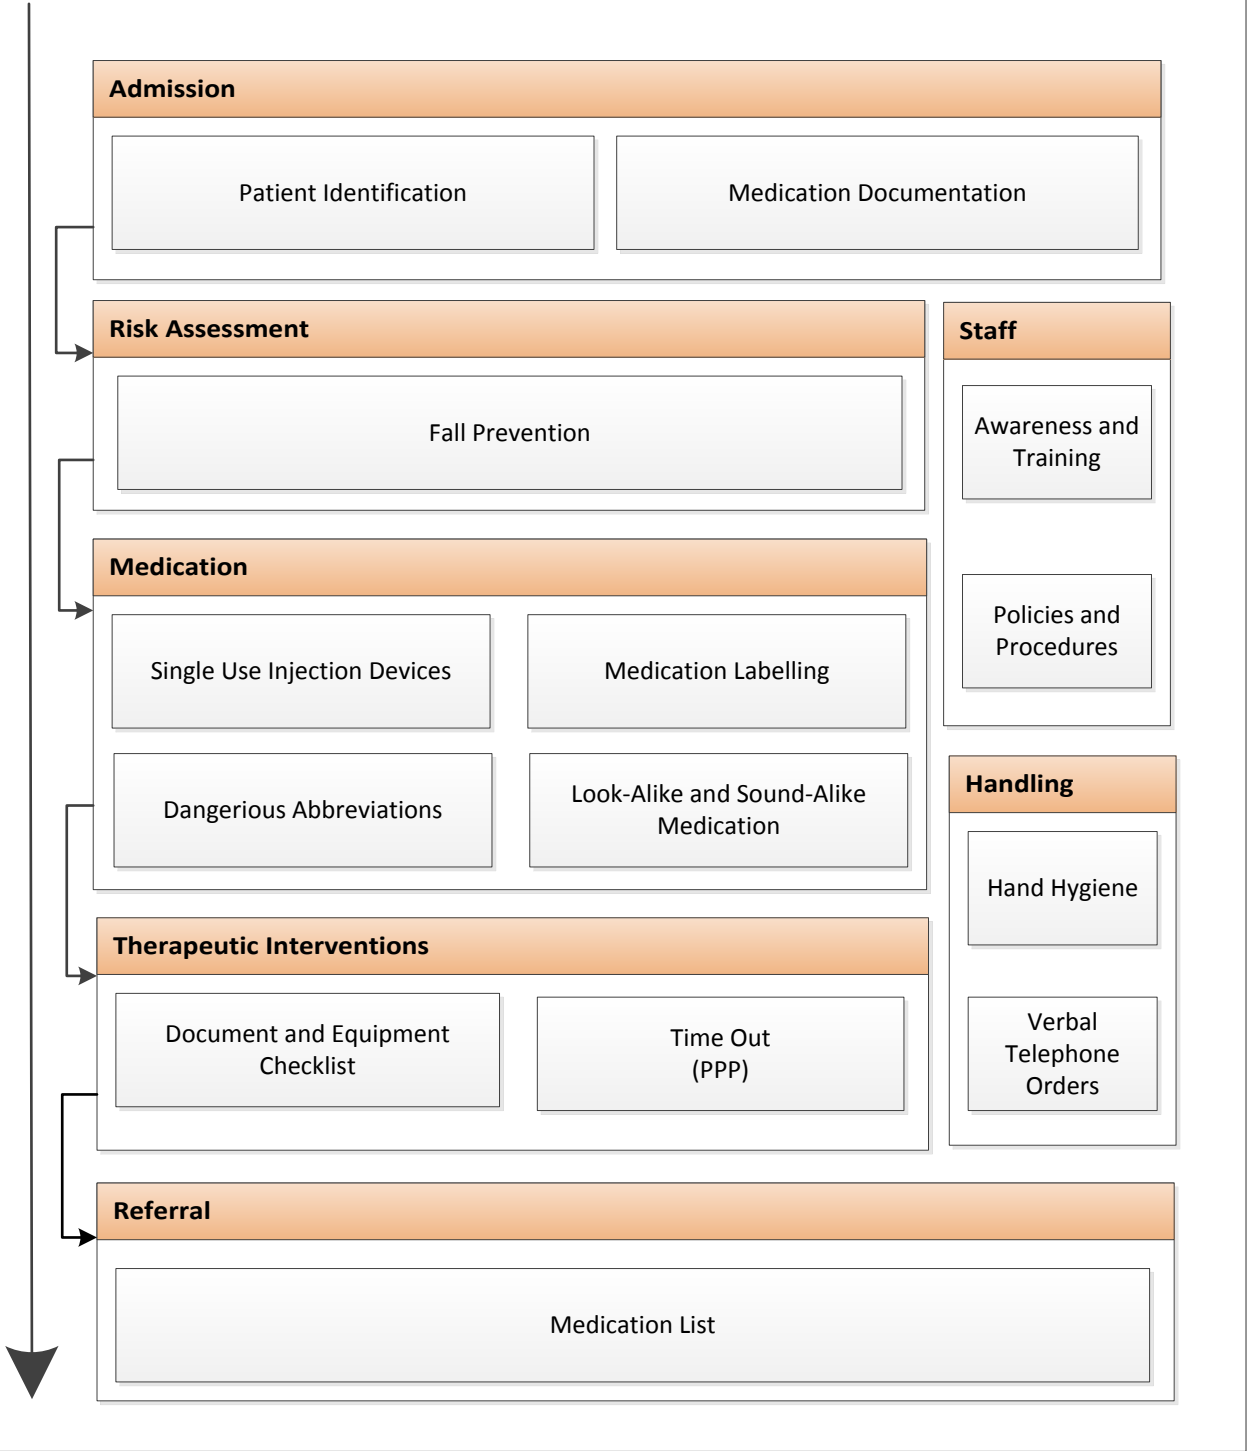 Admission
Patient Identification
Medication Documentation
Risk Assessment
Fall Prevention
Staff
Awareness and
Training
Policies and
Procedures
Medication
Single Use Injection Devices
Medication Labelling
Dangerious Abbreviations
Look-Alike and Sound-Alike
Medication
Handling
Hand Hygiene
Verbal
Telephone
Orders
Therapeutic Interventions
Document and Equipment
Checklist
Time Out
(PPP)
Referral
Medication List